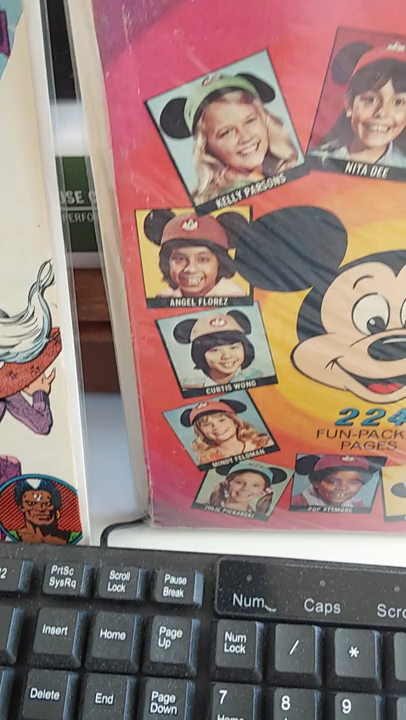 KELLY PARSONS
NITA DEE
ANGEL FLOREZ
CURTIS WONG
MINDY FELDMAN
JULIE PIEKARSKI
POP ATTMORE
224
FUN-PACK
PAGES
PrtSc
SysRq
Scroll
Lock
Pause
Break
Num
Caps
Scro
Insert
Home
Page
Up
Num
Lock
/
*
Delete
End
Page
Down
7
8
9